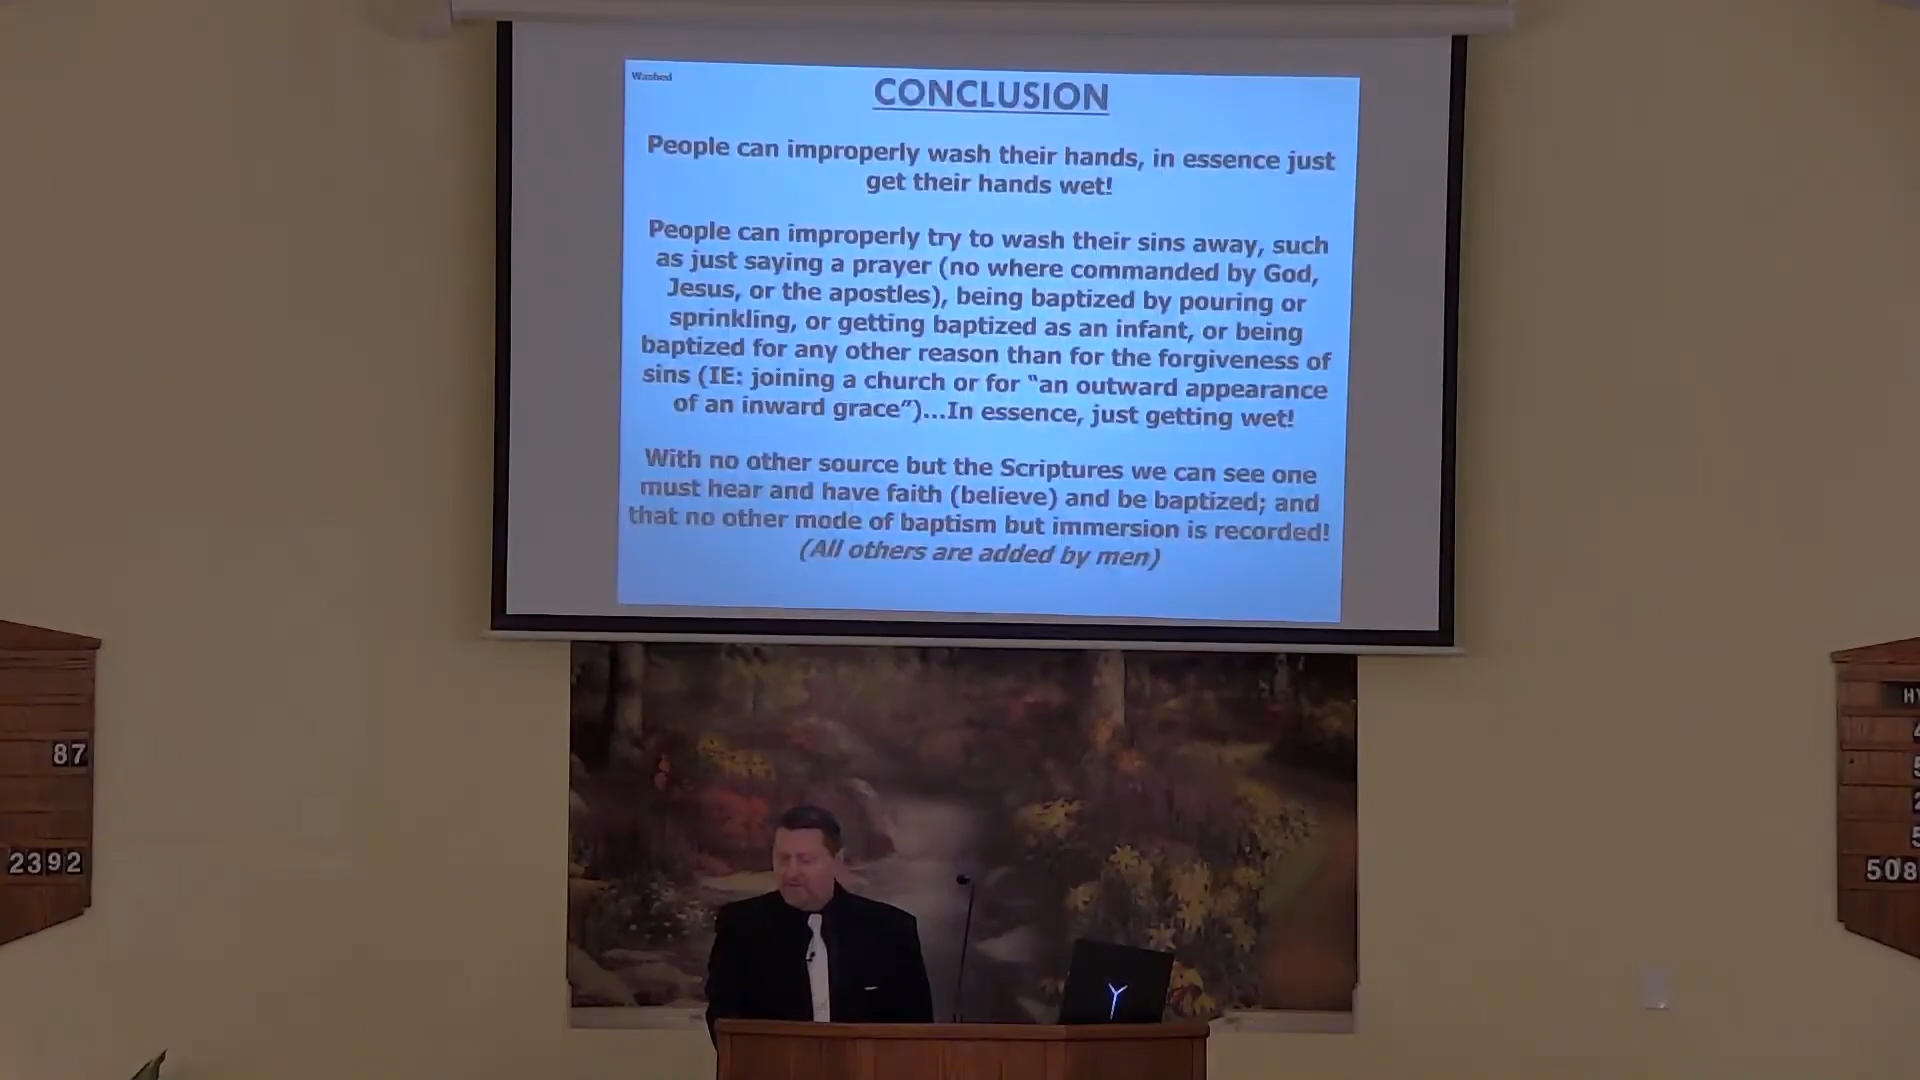 Washed
CONCLUSION
People can improperly wash their hands, in essence just
get their hands wet!
People can improperly try to wash their sins away, such
as just saying a prayer (no where commanded by God,
Jesus, or the apostles), being baptized by pouring or
sprinkling, or getting baptized as an infant, or being
baptized for any other reason than for the forgiveness of
sins (IE: joining a church or for “an outward appearance
of an inward grace”)...In essence, just getting wet!
With no other source but the Scriptures we can see one
must hear and have faith (believe) and be baptized; and
that no other mode of baptism but immersion is recorded!
(All others are added by men)
87
2392
508